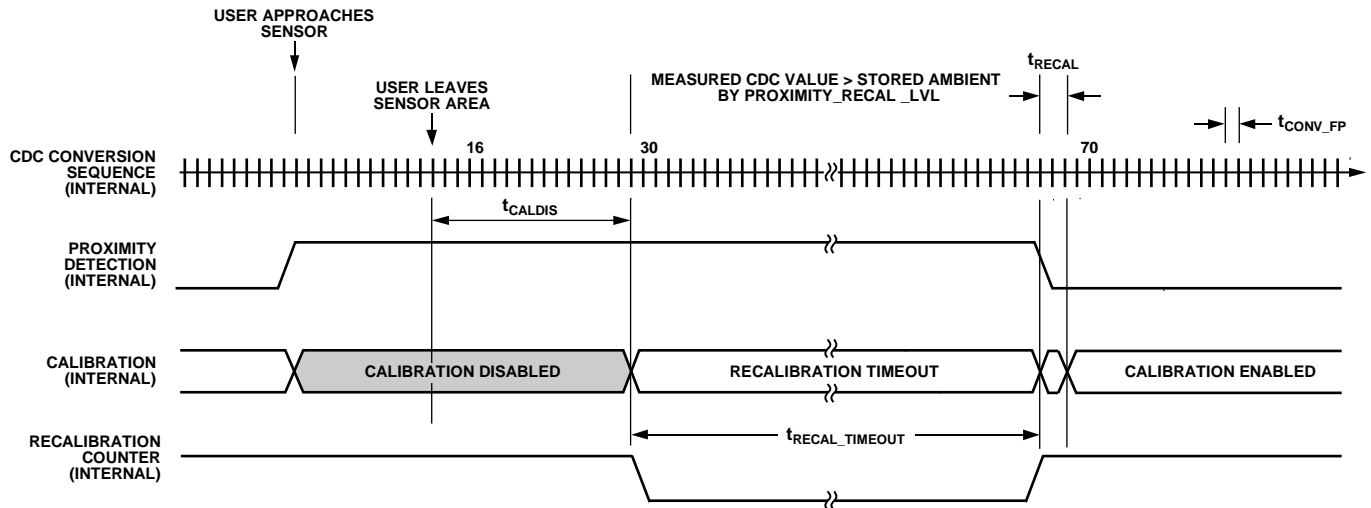 USER APPROACHES
SENSOR
USER LEAVES
SENSOR AREA
MEASURED CDC VALUE > STORED AMBIENT
BY PROXIMITY_RECAL _LVL
tRECAL
tCONV_FP
CDC CONVERSION
SEQUENCE
(INTERNAL)
16
30
70
tCALDIS
PROXIMITY
DETECTION
(INTERNAL)
CALIBRATION
(INTERNAL)
CALIBRATION DISABLED
RECALIBRATION TIMEOUT
CALIBRATION ENABLED
RECALIBRATION
COUNTER
(INTERNAL)
tRECAL_TIMEOUT